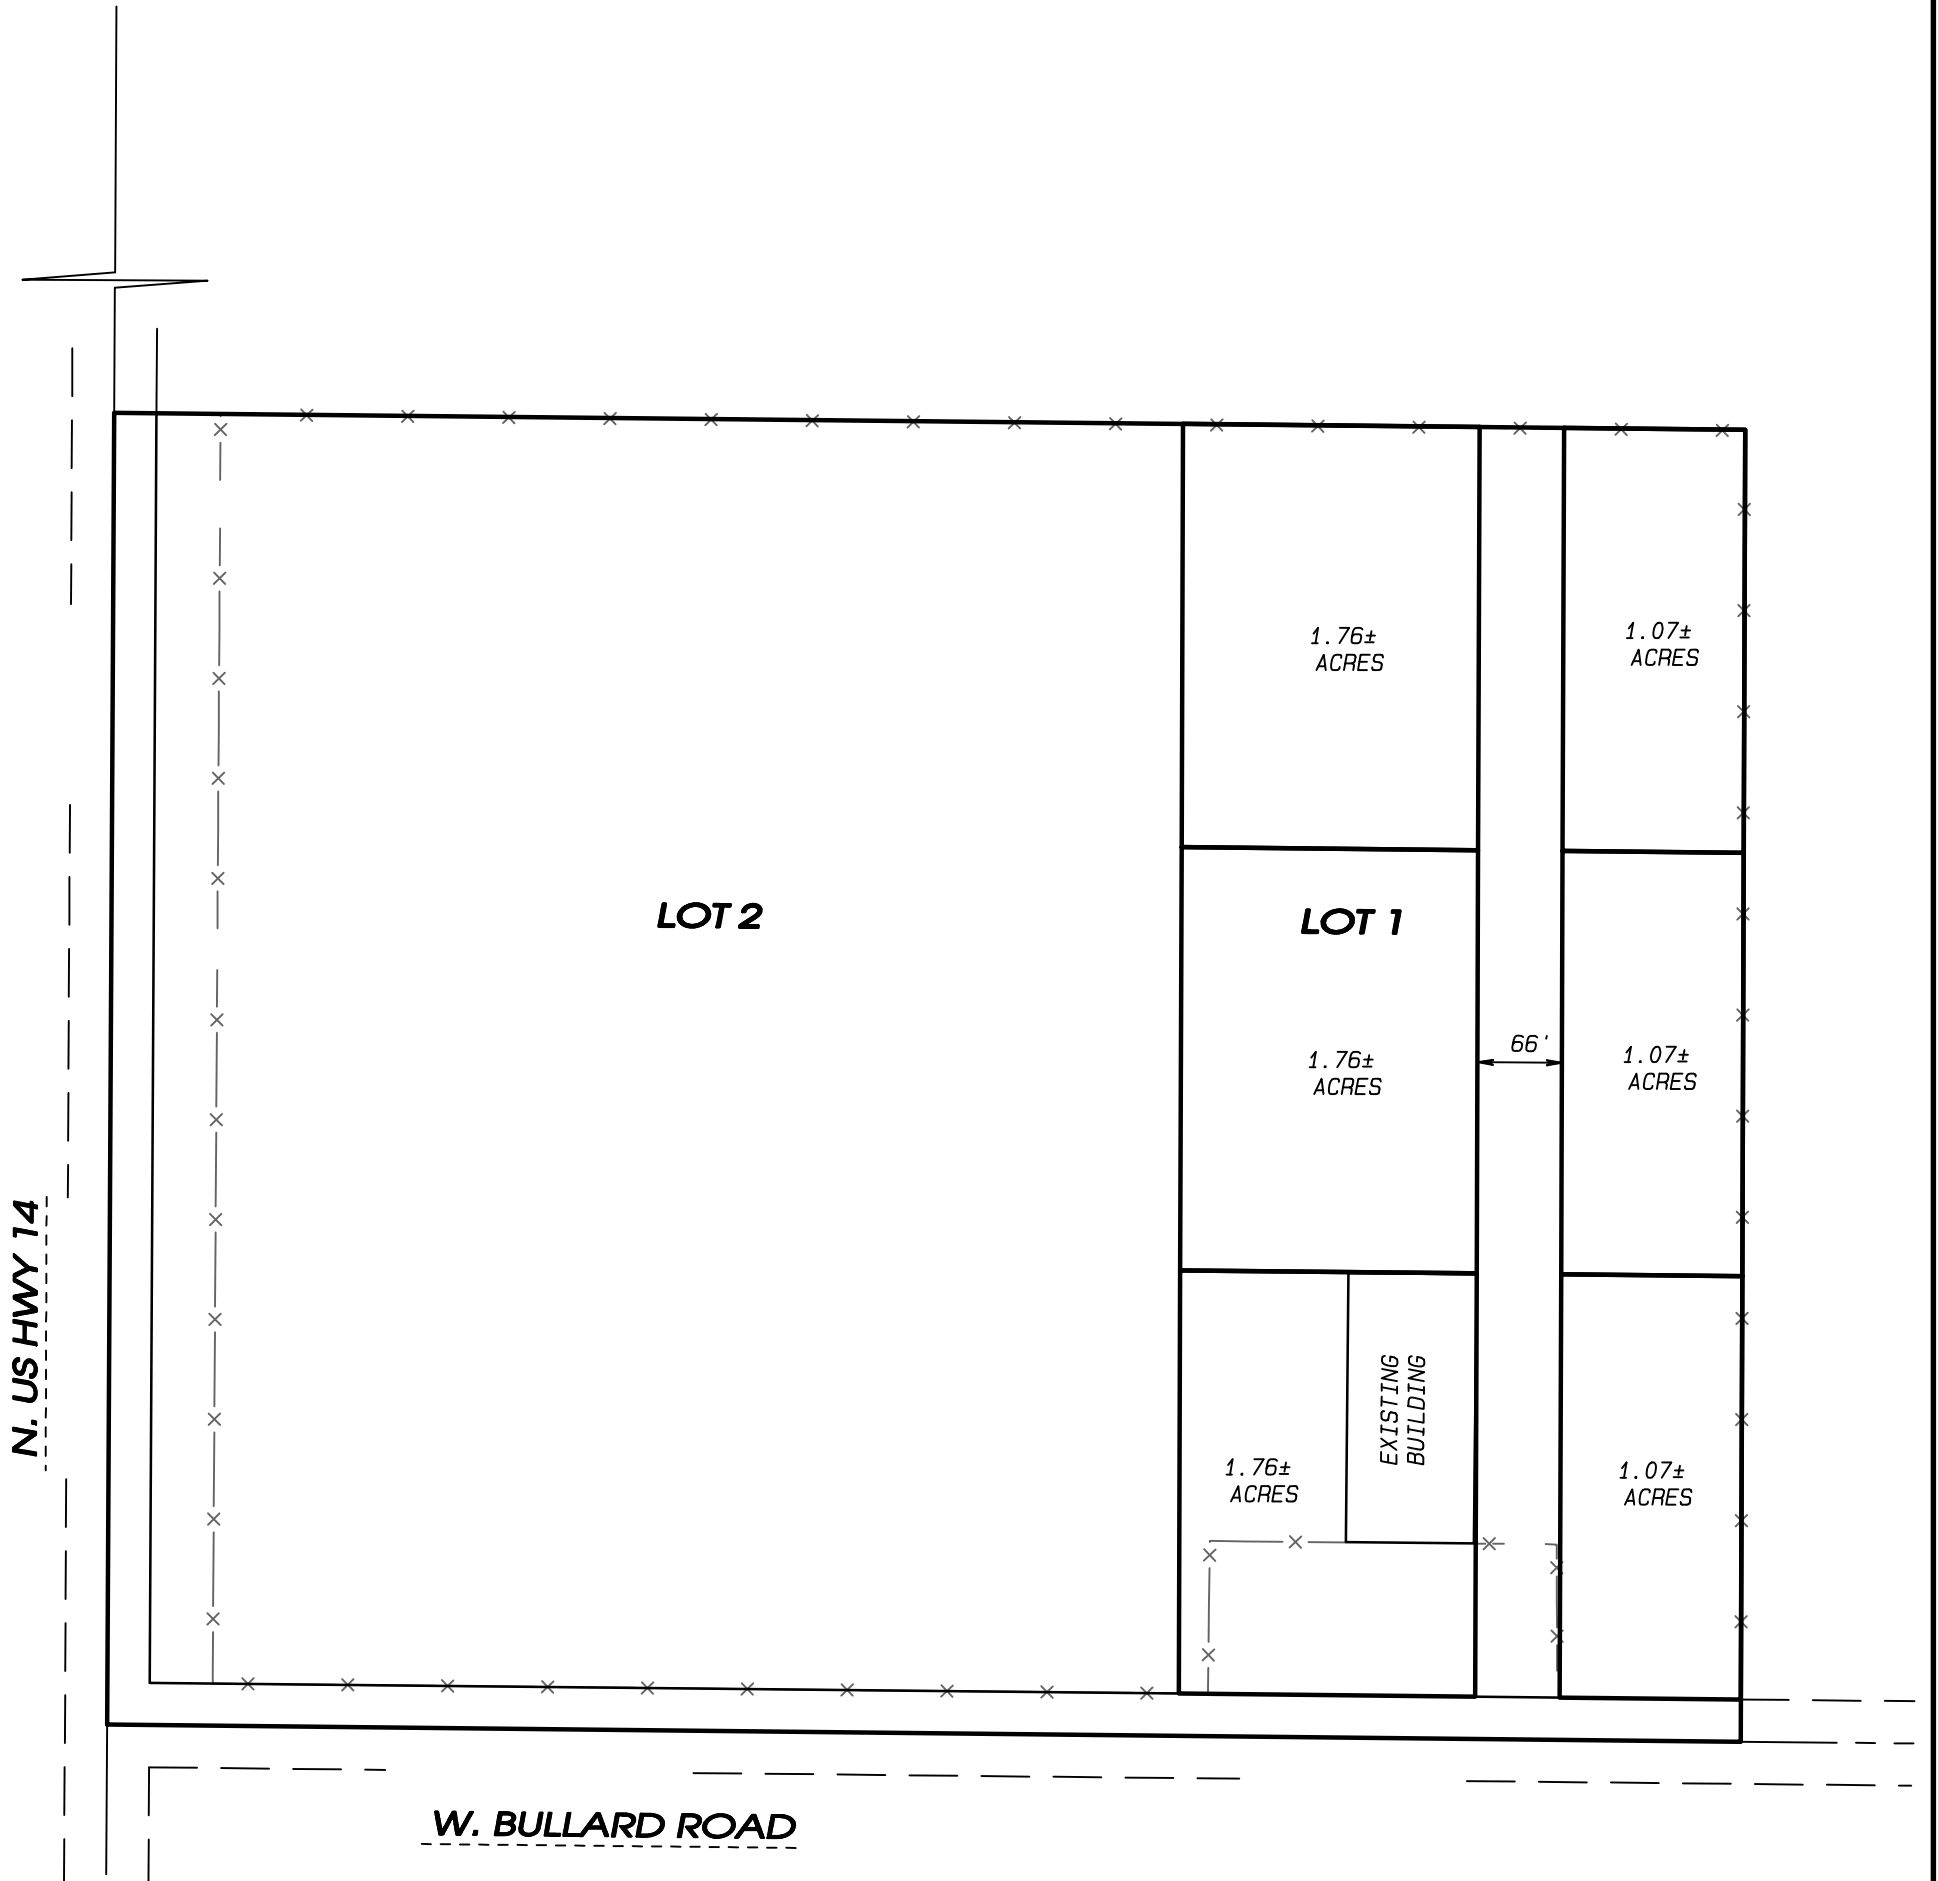 1.76±
ACRES
1.07±
ACRES
LOT 2
LOT 1
66'
1.76±
ACRES
1.07±
ACRES
N. US HWY 14
EXISTING
BUILDING
1.76±
ACRES
1.07±
ACRES
W. BULLARD ROAD